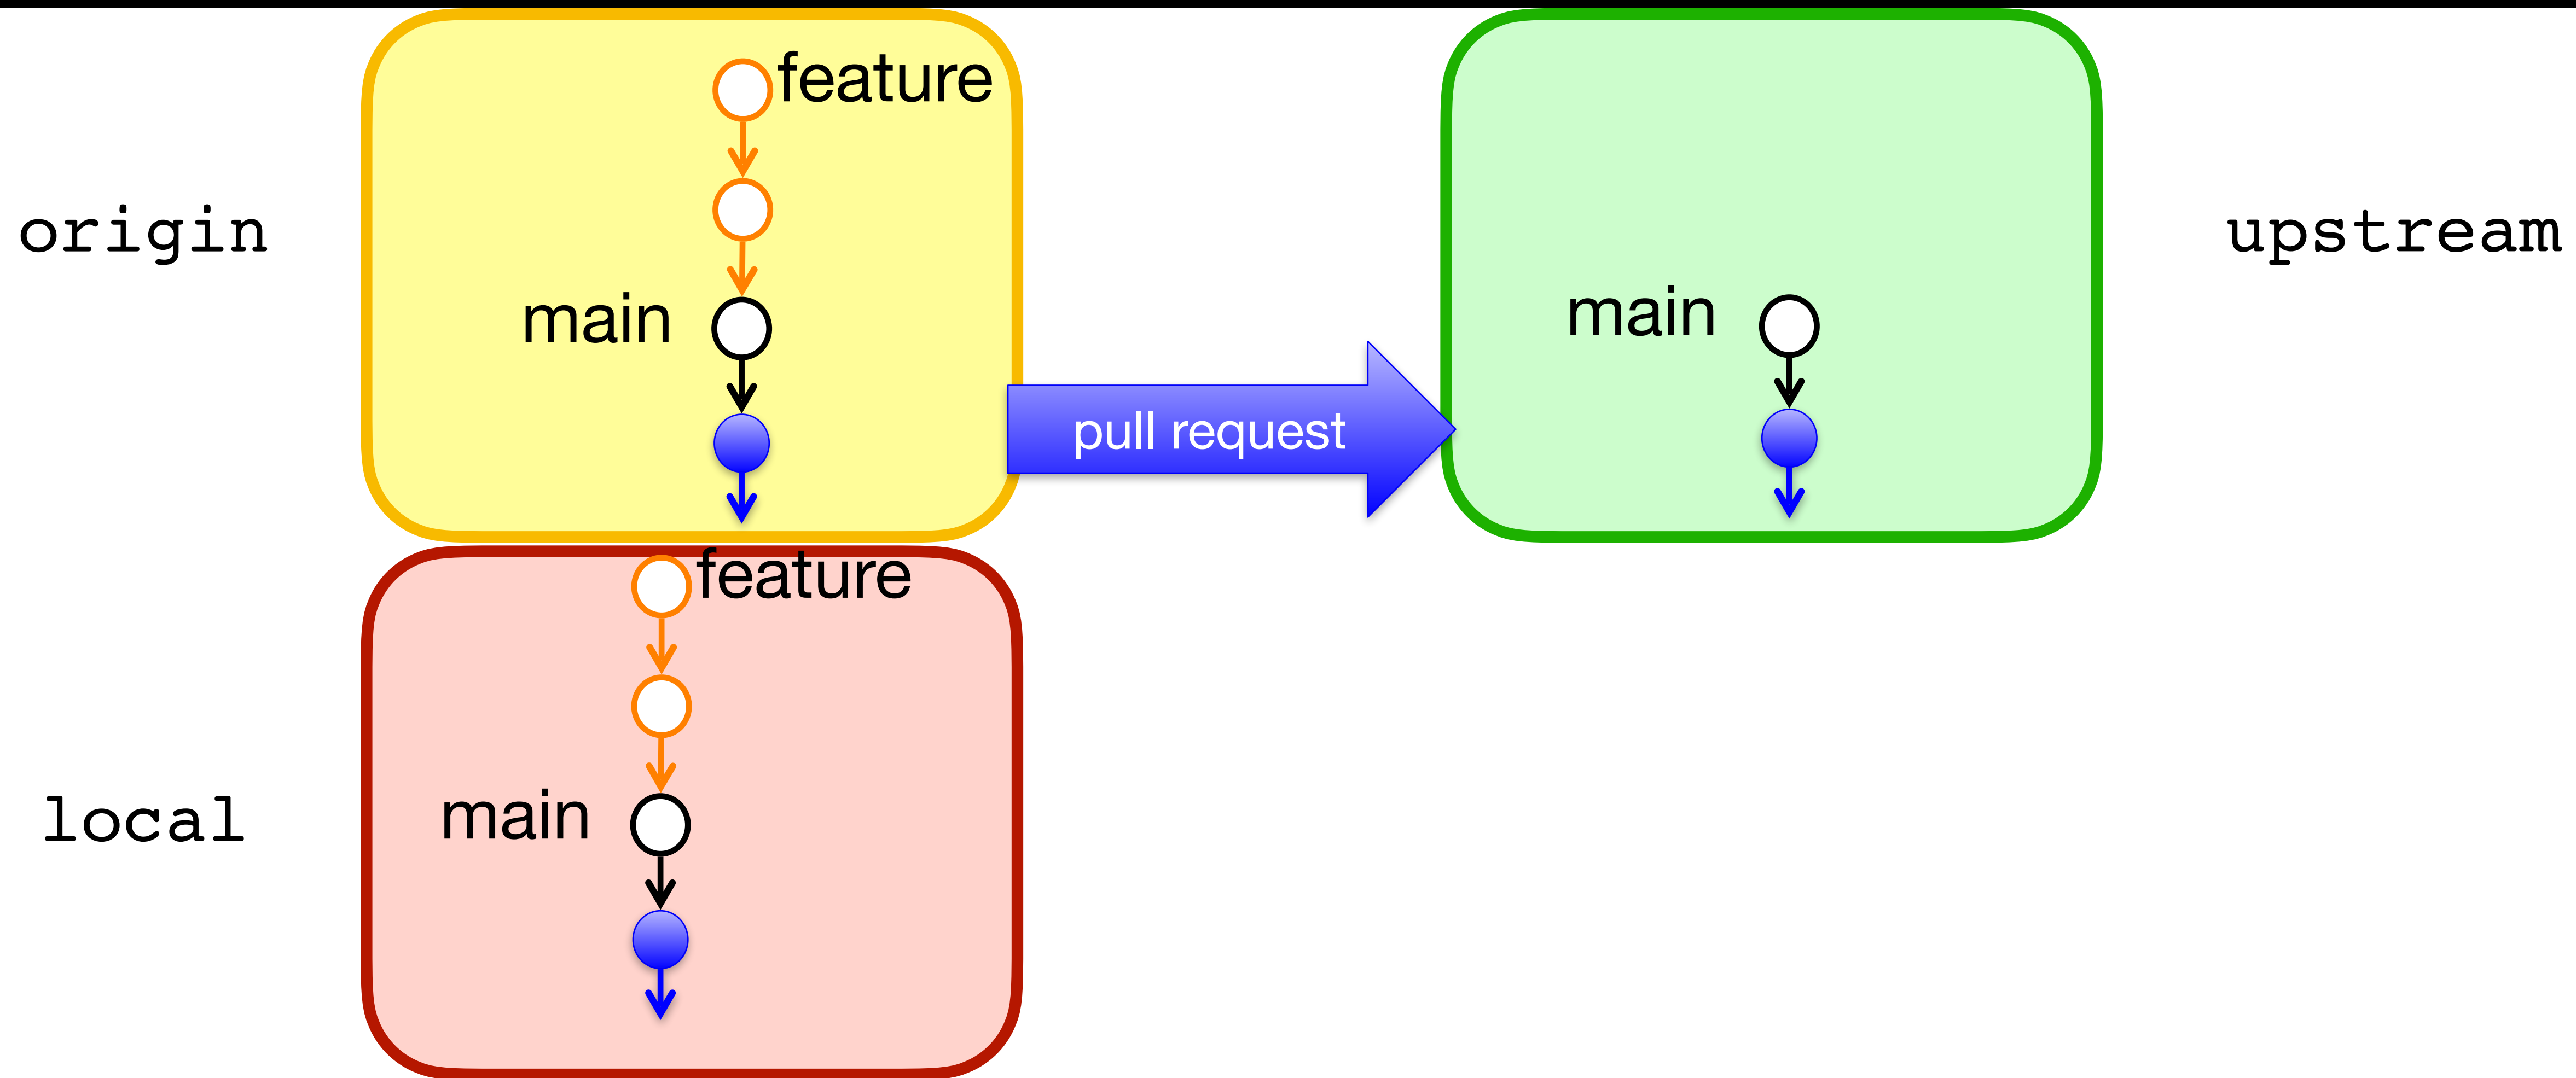 feature
origin
upstream
main
main
pull request
feature
local
main